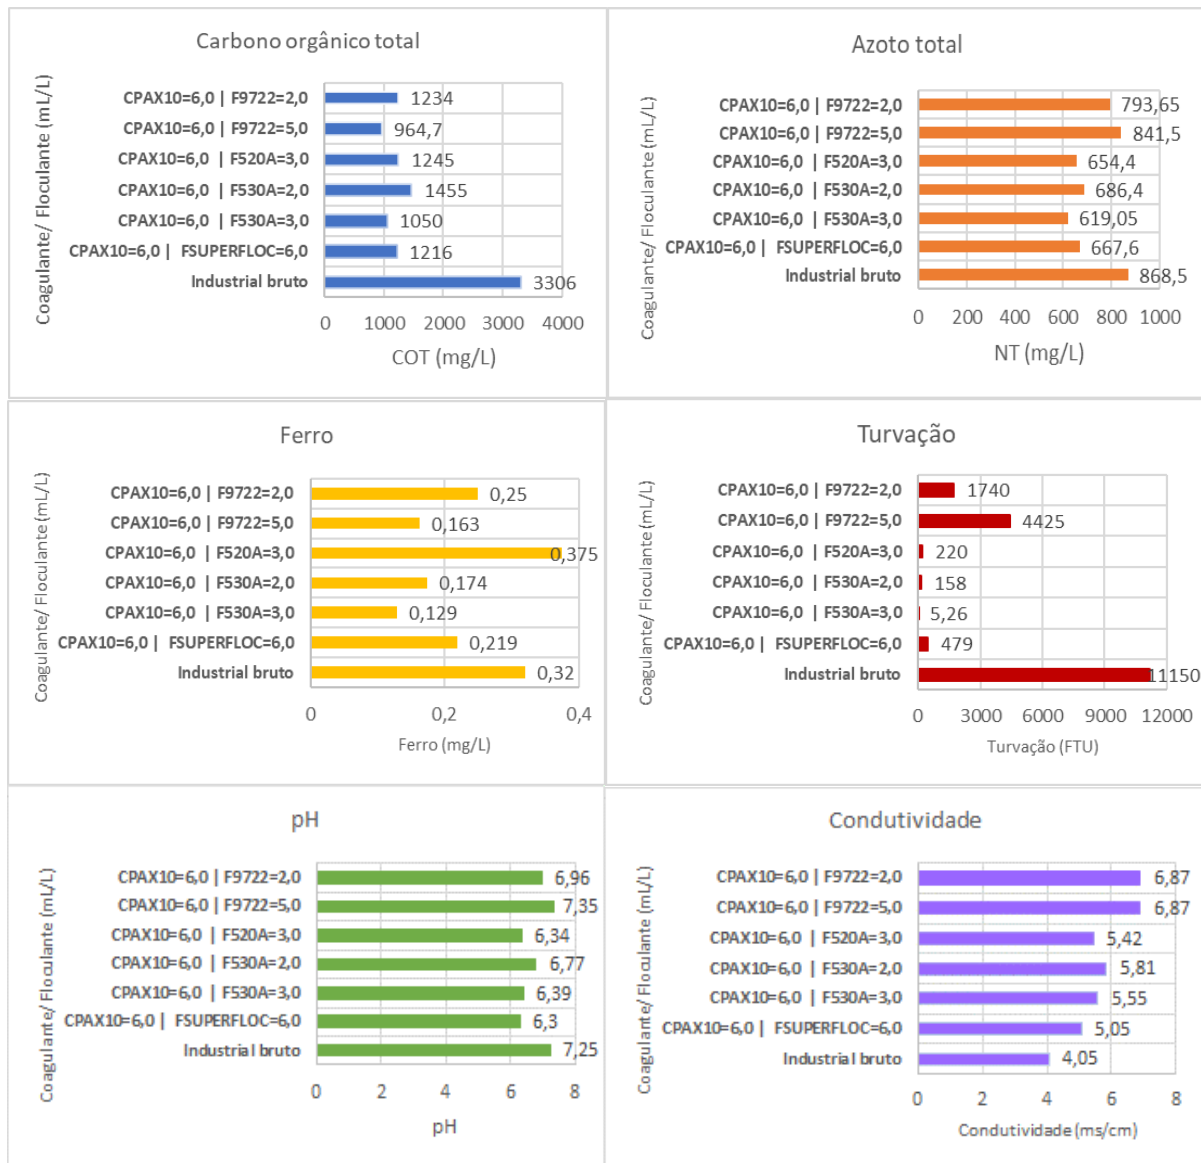 Carbono orgânico total
Coagulante/ Floculante (mL/L)
CPAX10=6,0 | F9722=2,0 1234
CPAX10=6,0 | F9722=5,0 964,7
CPAX10=6,0 | F520A=3,0 1245
CPAX10=6,0 | F530A=2,0 1455
CPAX10=6,0 | F530A=3,0 1050
CPAX10=6,0 | FSUPERFLOC=6,0 1216
Industrial bruto 3306
0 1000 2000 3000 4000
COT (mg/L)
Azoto total
Coagulante/ Floculante (mL/L)
CPAX10=6,0 | F9722=2,0 793,65
CPAX10=6,0 | F9722=5,0 841,5
CPAX10=6,0 | F520A=3,0 654,4
CPAX10=6,0 | F530A=2,0 686,4
CPAX10=6,0 | F530A=3,0 619,05
CPAX10=6,0 | FSUPERFLOC=6,0 667,6
Industrial bruto 868,5
0 200 400 600 800 1000
NT (mg/L)
Ferro
Coagulante/ Floculante (mL/L)
CPAX10=6,0 | F9722=2,0 0,25
CPAX10=6,0 | F9722=5,0 0,163
CPAX10=6,0 | F520A=3,0 0,375
CPAX10=6,0 | F530A=2,0 0,174
CPAX10=6,0 | F530A=3,0 0,129
CPAX10=6,0 | FSUPERFLOC=6,0 0,219
Industrial bruto 0,32
0 0,2 0,4
Ferro (mg/L)
Turvação
Coagulante/ Floculante (mL/L)
CPAX10=6,0 | F9722=2,0 1740
CPAX10=6,0 | F9722=5,0 4425
CPAX10=6,0 | F520A=3,0 220
CPAX10=6,0 | F530A=2,0 158
CPAX10=6,0 | F530A=3,0 5,26
CPAX10=6,0 | FSUPERFLOC=6,0 479
Industrial bruto 11150
0 3000 6000 9000 12000
Turvação (FTU)
pH
Coagulante/ Floculante (mL/L)
CPAX10=6,0 | F9722=2,0 6,96
CPAX10=6,0 | F9722=5,0 7,35
CPAX10=6,0 | F520A=3,0 6,34
CPAX10=6,0 | F530A=2,0 6,77
CPAX10=6,0 | F530A=3,0 6,39
CPAX10=6,0 | FSUPERFLOC=6,0 6,3
Industrial bruto 7,25
0 2 4 6 8
pH
Condutividade
Coagulante/ Floculante (mL/L)
CPAX10=6,0 | F9722=2,0 6,87
CPAX10=6,0 | F9722=5,0 6,87
CPAX10=6,0 | F520A=3,0 5,42
CPAX10=6,0 | F530A=2,0 5,81
CPAX10=6,0 | F530A=3,0 5,55
CPAX10=6,0 | FSUPERFLOC=6,0 5,05
Industrial bruto 4,05
0 2 4 6 8
Condutividade (ms/cm)